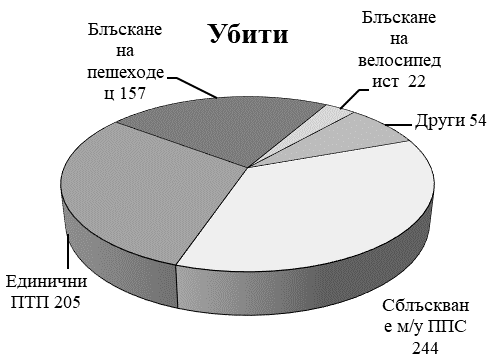 Убити
Блъскане
на
пешеходе
ц 157
Блъскане
на
велосипед
ист 22
Други 54
Единични
ПТП 205
Сблъскван
е м/у ППС
244